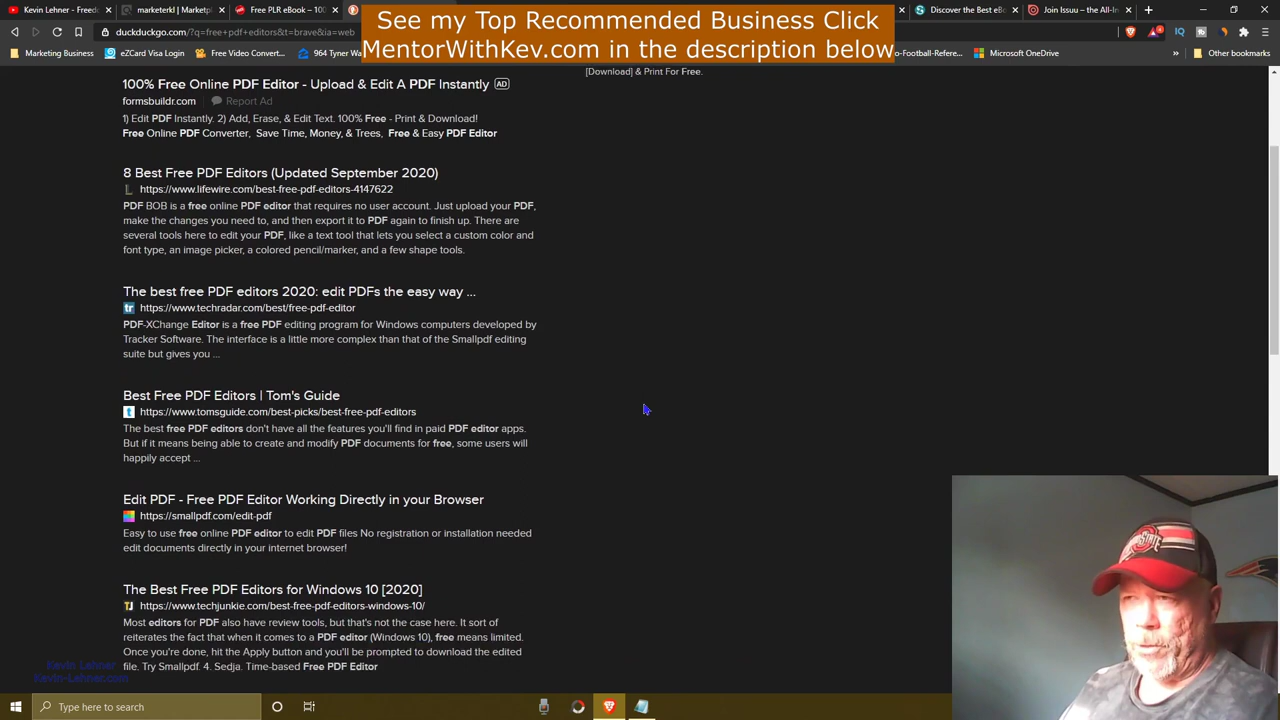 Kevin Lehner - Freed
marketerkl | Marketpl
Free PLR eBook – 100
Discover the Best eBo
Join Issuu – the All-In
See my Top Recommended Business Click
MentorWithKev.com in the description below
duckduckgo.com/?q=free+pdf+editors&t=brave&ia=web
Marketing Business
eZCard Visa Login
Free Video Convert...
964 Tyner Wa
ro-Football-Refere...
Microsoft OneDrive
Other bookmarks
[Download] & Print For Free.
100% Free Online PDF Editor - Upload & Edit A PDF Instantly AD
formsbuildr.com Report Ad
1) Edit PDF Instantly. 2) Add, Erase, & Edit Text. 100% Free - Print & Download!
Free Online PDF Converter, Save Time, Money, & Trees, Free & Easy PDF Editor
8 Best Free PDF Editors (Updated September 2020)
https://www.lifewire.com/best-free-pdf-editors-4147622
PDF BOB is a free online PDF editor that requires no user account. Just upload your PDF,
make the changes you need to, and then export it to PDF again to finish up. There are
several tools here to edit your PDF, like a text tool that lets you select a custom color and
font type, an image picker, a colored pencil/marker, and a few shape tools.
The best free PDF editors 2020: edit PDFs the easy way ...
https://www.techradar.com/best/free-pdf-editor
PDF-XChange Editor is a free PDF editing program for Windows computers developed by
Tracker Software. The interface is a little more complex than that of the Smallpdf editing
suite but gives you ...
Best Free PDF Editors | Tom's Guide
https://www.tomsguide.com/best-picks/best-free-pdf-editors
The best free PDF editors don't have all the features you'll find in paid PDF editor apps.
But if it means being able to create and modify PDF documents for free, some users will
happily accept ...
Edit PDF - Free PDF Editor Working Directly in your Browser
https://smallpdf.com/edit-pdf
Easy to use free online PDF editor to edit PDF files No registration or installation needed
edit documents directly in your internet browser!
The Best Free PDF Editors for Windows 10 [2020]
https://www.techjunkie.com/best-free-pdf-editors-windows-10/
Most editors for PDF also have review tools, but that's not the case here. It sort of
reiterates the fact that when it comes to a PDF editor (Windows 10), free means limited.
Once you're done, hit the Apply button and you'll be prompted to download the edited
file. Try Smallpdf. 4. Sedja. Time-based Free PDF Editor
Kevin Lehner
Kevin-Lehner.com
Type here to search